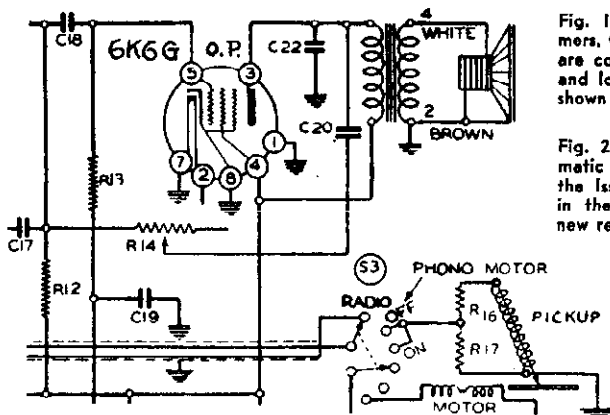 C18
6K6G O.P.
5
3
C22
4
WHITE
2
BROWN
C20
1
7
2
8
4
R13
C17
R14
R12
C19
S3
RADIO
PHONO MOTOR
OFF
ON
R16
R17
PICKUP
MOTOR
Fig. 1
mers,
are co
and lo
shown
Fig. 2
matic
the iss
in the
new re